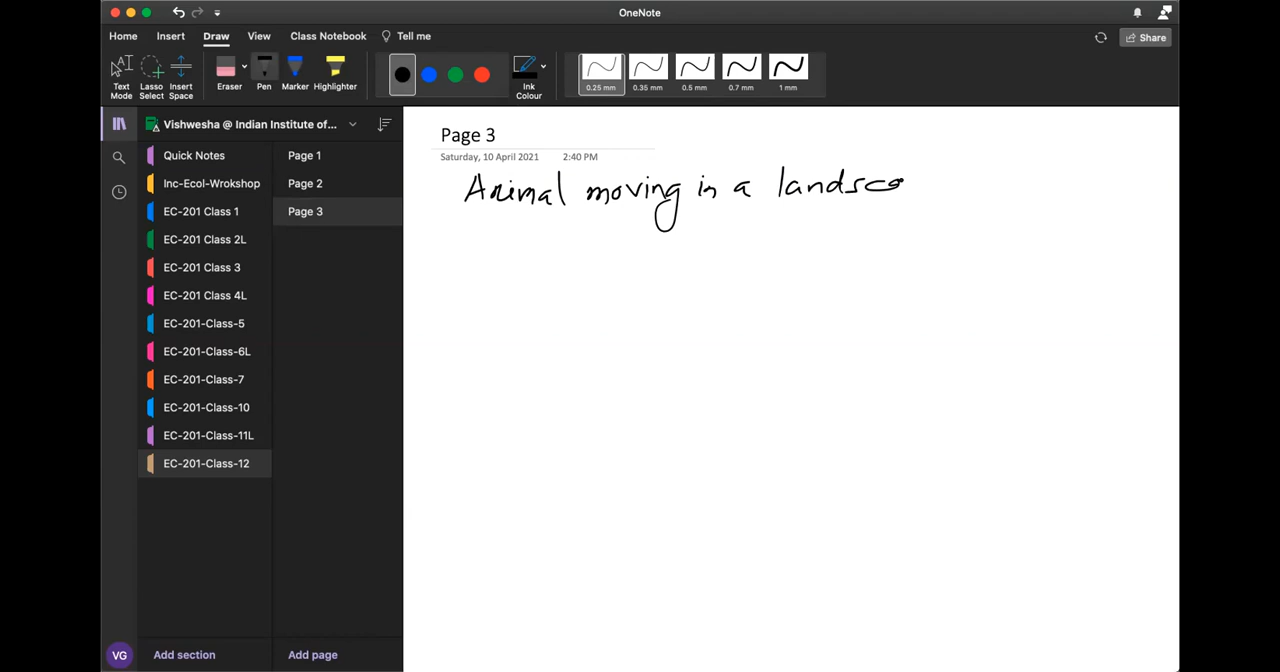 OneNote
Home Insert Draw View Class Notebook Tell me
Share
Text Mode
Lasso Select
Insert Space
Eraser
Pen
Marker
Highlighter
Ink Colour
0.25 mm
0.35 mm
0.5 mm
0.7 mm
1 mm
Vishwesha @ Indian Institute of...
Quick Notes
Inc-Ecol-Wrokshop
EC-201 Class 1
EC-201 Class 2L
EC-201 Class 3
EC-201 Class 4L
EC-201-Class-5
EC-201-Class-6L
EC-201-Class-7
EC-201-Class-10
EC-201-Class-11L
EC-201-Class-12
Page 1
Page 2
Page 3
Page 3
Saturday, 10 April 2021 2:40 PM
Animal moving in a landsca
VG
Add section
Add page